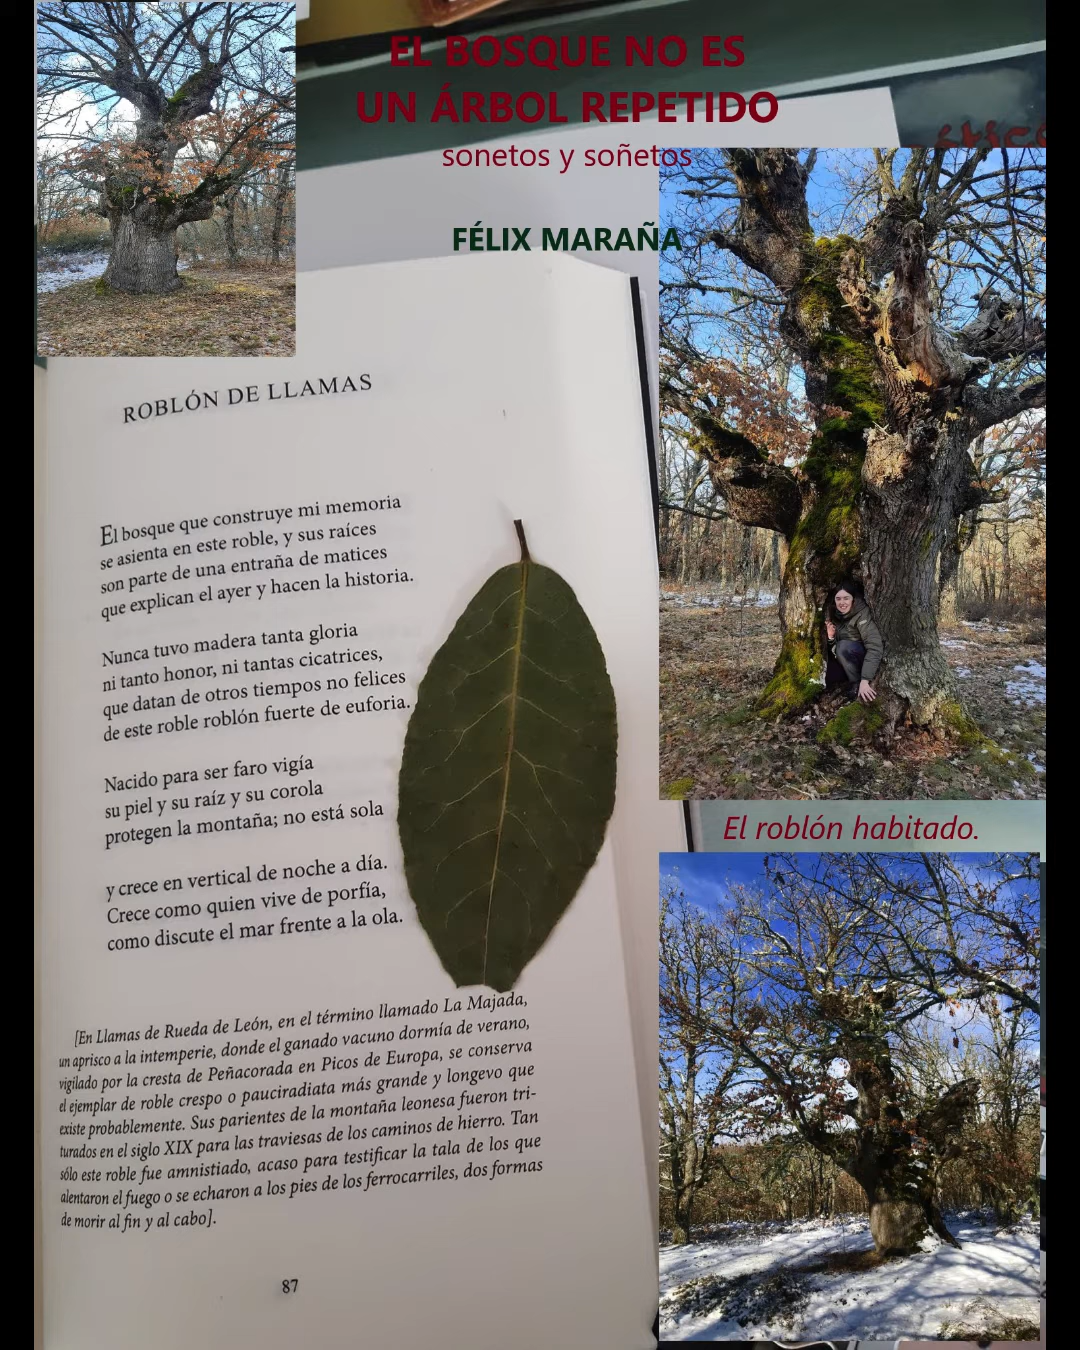 EL BOSQUE NO ES
UN ÁRBOL REPETIDO
sonetos y soñetos
FÉLIX MARAÑA
ROBLÓN DE LLAMAS
El bosque que construye mi memoria
se asienta en este roble, y sus raíces
son parte de una entraña de matices
que explican el ayer y hacen la historia.
Nunca tuvo madera tanta gloria
ni tanto honor, ni tantas cicatrices,
que datan de otros tiempos no felices
de este roble roblón fuerte de euforia.
Nacido para ser faro vigía
su piel y su raíz y su corola
protegen la montaña; no está sola
y crece en vertical de noche a día.
Crece como quien vive de porfía,
como discute el mar frente a la ola.
[En Llamas de Rueda de León, en el término llamado La Majada,
un aprisco a la intemperie, donde el ganado vacuno dormía de verano,
vigilado por la cresta de Peñacorada en Picos de Europa, se conserva
el ejemplar de roble crespo o pauciradiata más grande y longevo que
existe probablemente. Sus parientes de la montaña leonesa fueron tri-
turados en el siglo XIX para las traviesas de los caminos de hierro. Tan
sólo este roble fue amnistiado, acaso para testificar la tala de los que
alentaron el fuego o se echaron a los pies de los ferrocarriles, dos formas
de morir al fin y al cabo].
87
El roblón habitado.